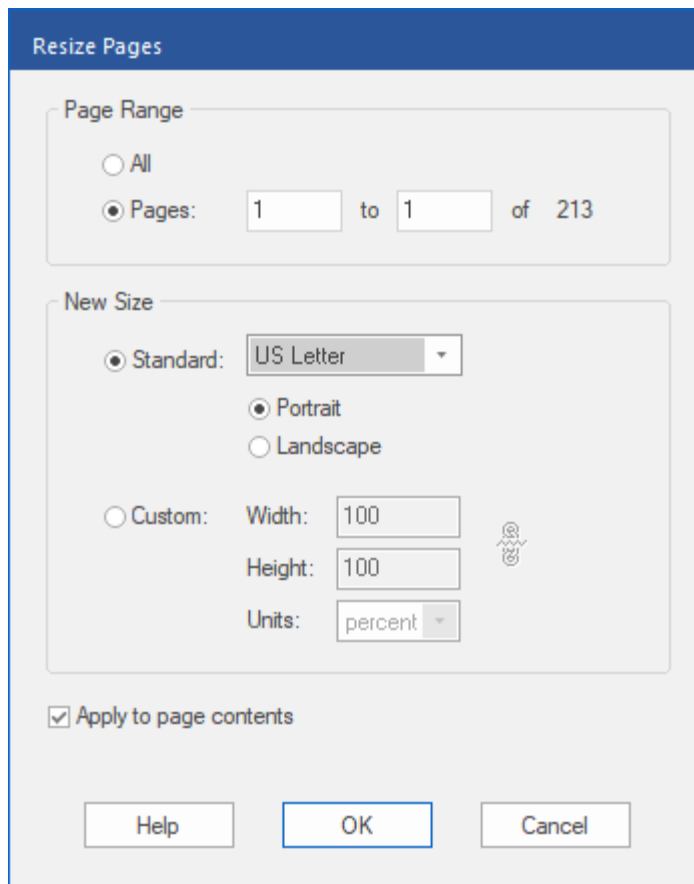 Resize Pages
Page Range
All
Pages: 1 to 1 of 213
New Size
Standard: US Letter
Portrait
Landscape
Custom: Width: 100
Height: 100
Units: percent
Apply to page contents
Help OK Cancel